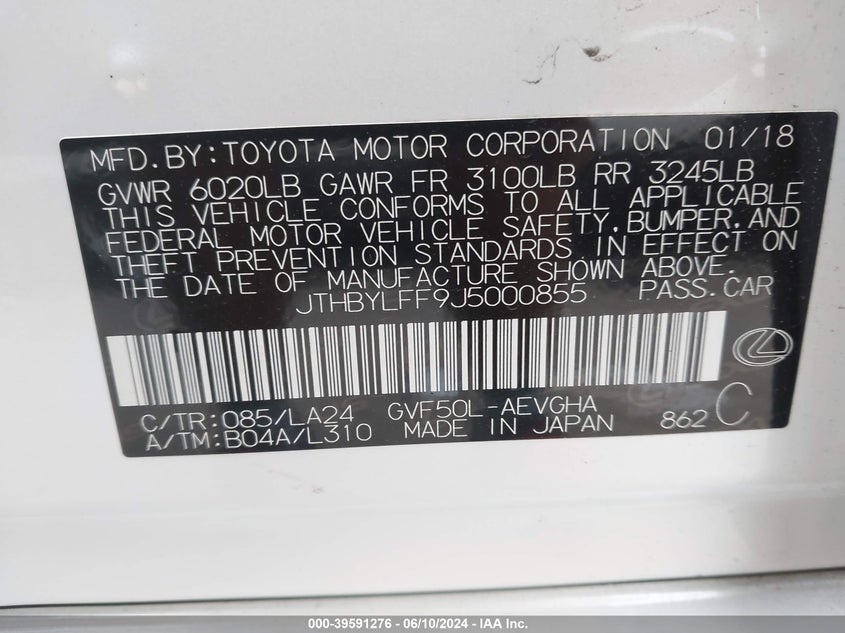 MFD.BY:TOYOTA MOTOR CORPORATION 01/18
GVWR 6020LB GAWR FR 3100LB RR 3245LB
THIS VEHICLE CONFORMS TO ALL APPLICABLE
FEDERAL MOTOR VEHICLE SAFETY,BUMPER,AND
THEFT PREVENTION STANDARDS IN EFFECT ON
THE DATE OF MANUFACTURE SHOWN ABOVE.
JTHBYLFF9J5000855 PASS.CAR
C/TR:085/LA24 GVF50L-AEVGHA
A/TM:B04A/L310 MADE IN JAPAN 862 C
000-39591276 - 06/10/2024 - IAA Inc.